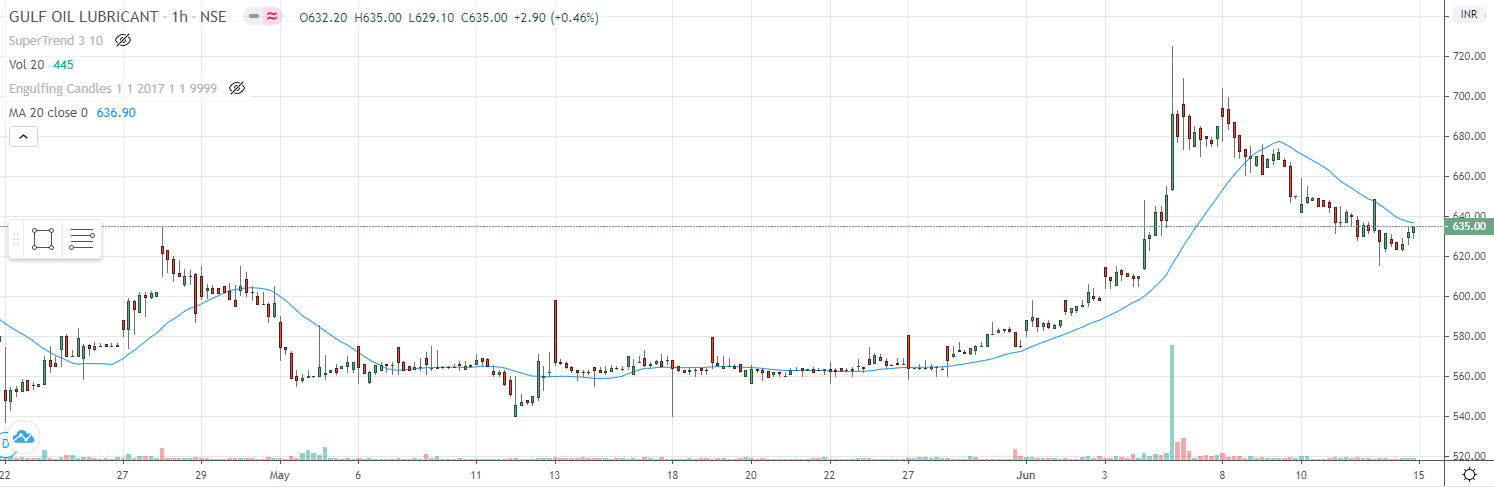 GULF OIL LUBRICANT · 1h · NSE O632.20 H635.00 L629.10 C635.00 +2.90 (+0.46%) INR
SuperTrend 3 10
Vol 20 445
Engulfing Candles 1 1 2017 1 1 9999
MA 20 close 0 636.90
720.00
700.00
680.00
660.00
640.00
635.00
620.00
600.00
580.00
560.00
540.00
520.00
D
22 27 29 May 6 11 13 18 20 22 27 Jun 3 8 10 15